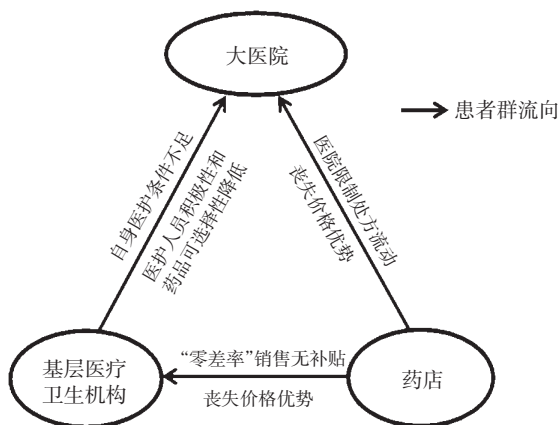 大医院
患者群流向
自身医护条件不足
医护人员积极性和
药品可选择性降低
医院限制处方流动
丧失价格优势
基层医疗
卫生机构
“零差率”销售无补贴
丧失价格优势
药店